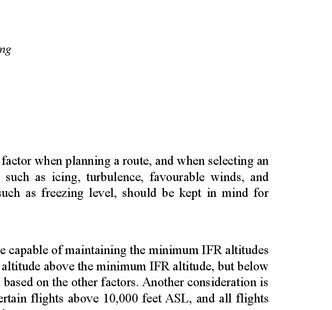 ng
factor when planning a route, and when selecting an
such as icing, turbulence, favourable winds, and
such as freezing level, should be kept in mind for
e capable of maintaining the minimum IFR altitudes
altitude above the minimum IFR altitude, but below
based on the other factors. Another consideration is
ertain flights above 10,000 feet ASL, and all flights